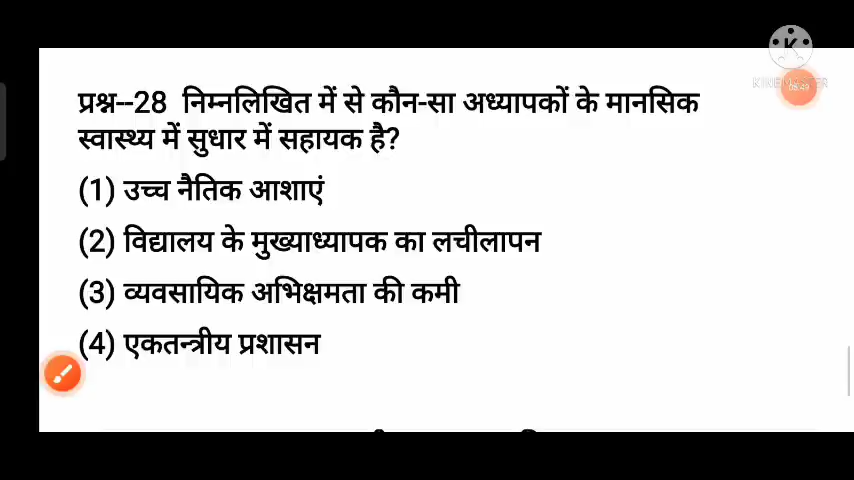 प्रश्न--28 निम्नलिखित में से कौन-सा अध्यापकों के मानसिक
स्वास्थ्य में सुधार में सहायक है?
(1) उच्च नैतिक आशाएं
(2) विद्यालय के मुख्याध्यापक का लचीलापन
(3) व्यवसायिक अभिक्षमता की कमी
(4) एकतन्त्रीय प्रशासन
K
KINEMASTER